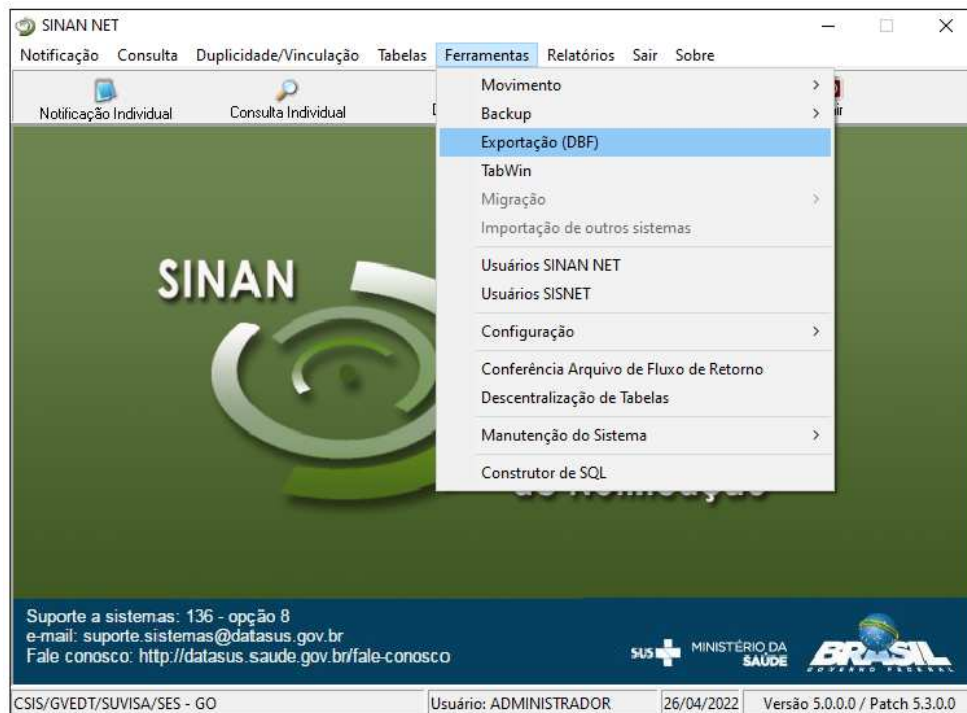 SINAN NET
Notificação Consulta Duplicidade/Vinculação Tabelas Ferramentas Relatórios Sair Sobre
Notificação Individual Consulta Individual
Movimento
Backup
Exportação (DBF)
TabWin
Migração
Importação de outros sistemas
Usuários SINAN NET
Usuários SISNET
Configuração
Conferência Arquivo de Fluxo de Retorno
Descentralização de Tabelas
Manutenção do Sistema
Construtor de SQL
SINAN
de Notificação
Suporte a sistemas: 136 - opção 8
e-mail: suporte.sistemas@datasus.gov.br
Fale conosco: http://datasus.saude.gov.br/fale-conosco
SUS MINISTÉRIO DA SAÚDE
BRASIL
GOVERNO FEDERAL
CSIS/GVEDT/SUVISA/SES - GO Usuário: ADMINISTRADOR 26/04/2022 Versão 5.0.0.0 / Patch 5.3.0.0